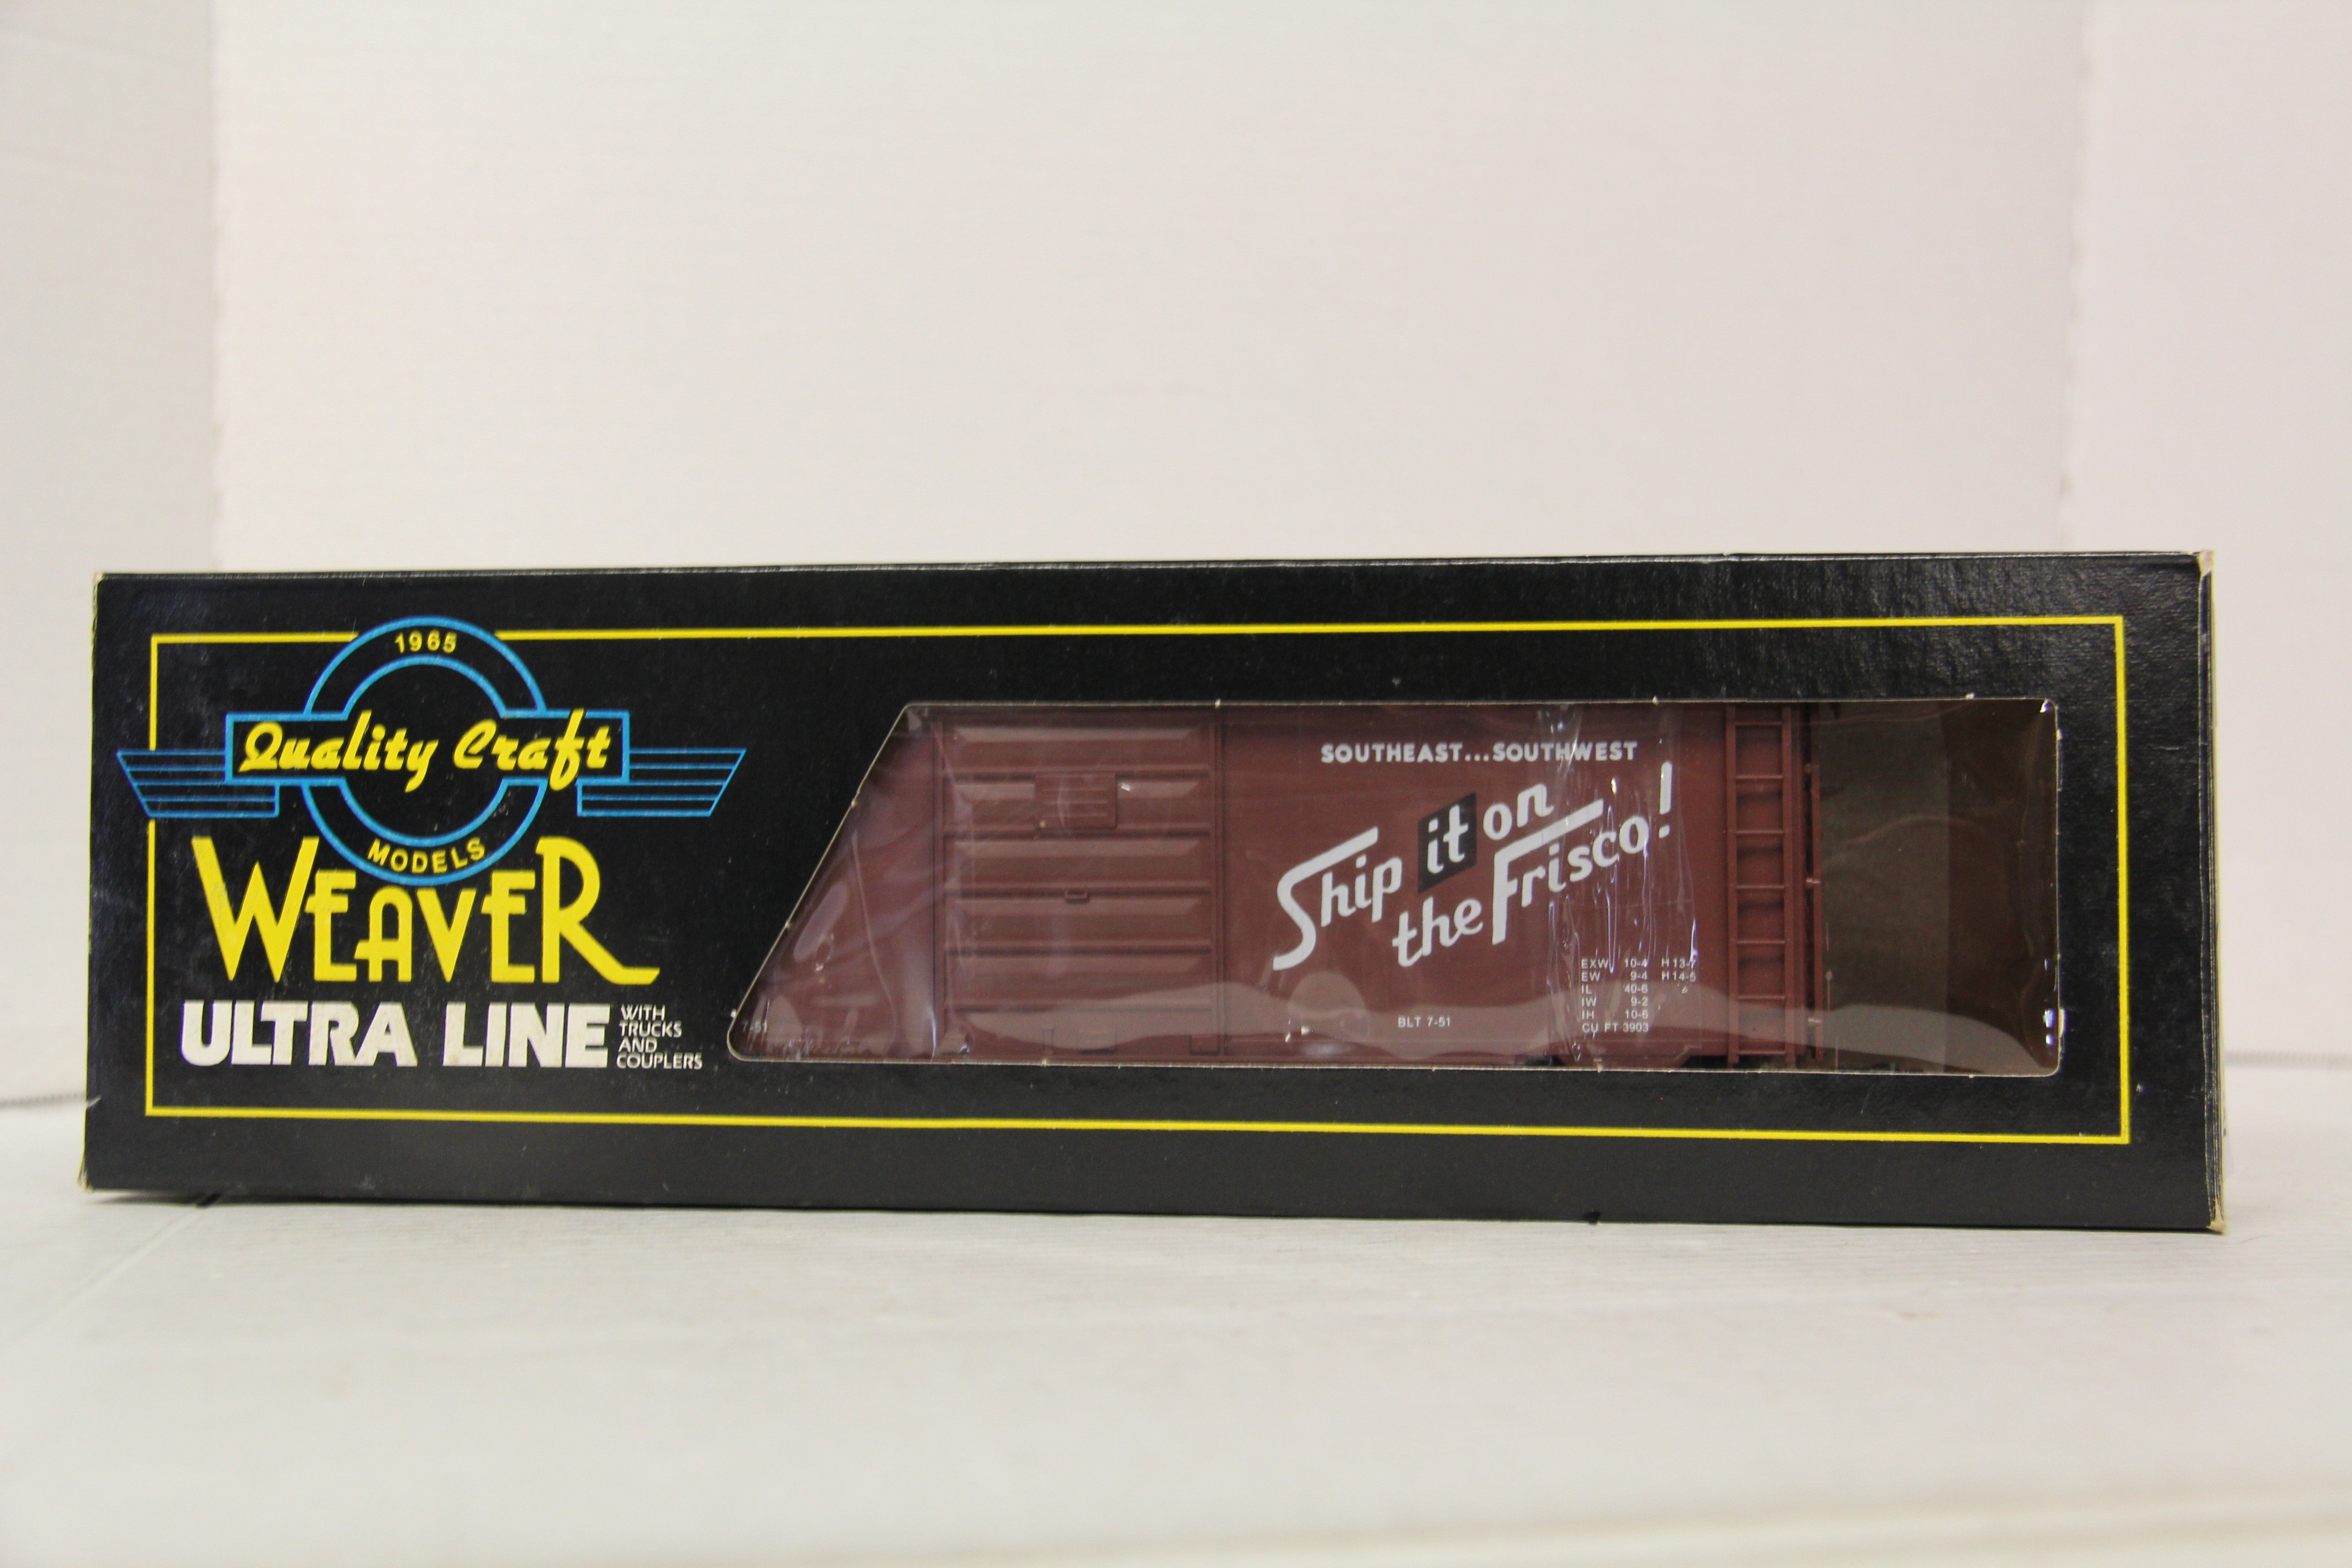 1965
Quality Craft
MODELS
WEAVER
ULTRA LINE
WITH
TRUCKS
AND
COUPLERS
7-51
SOUTHEAST...SOUTHWEST
Ship it on
the Frisco!
BLT 7-51
EXW 10-4 H 13-7
EW 9-4 H 14-5
IL 40-6
IW 9-2
IH 10-6
CU FT 3903